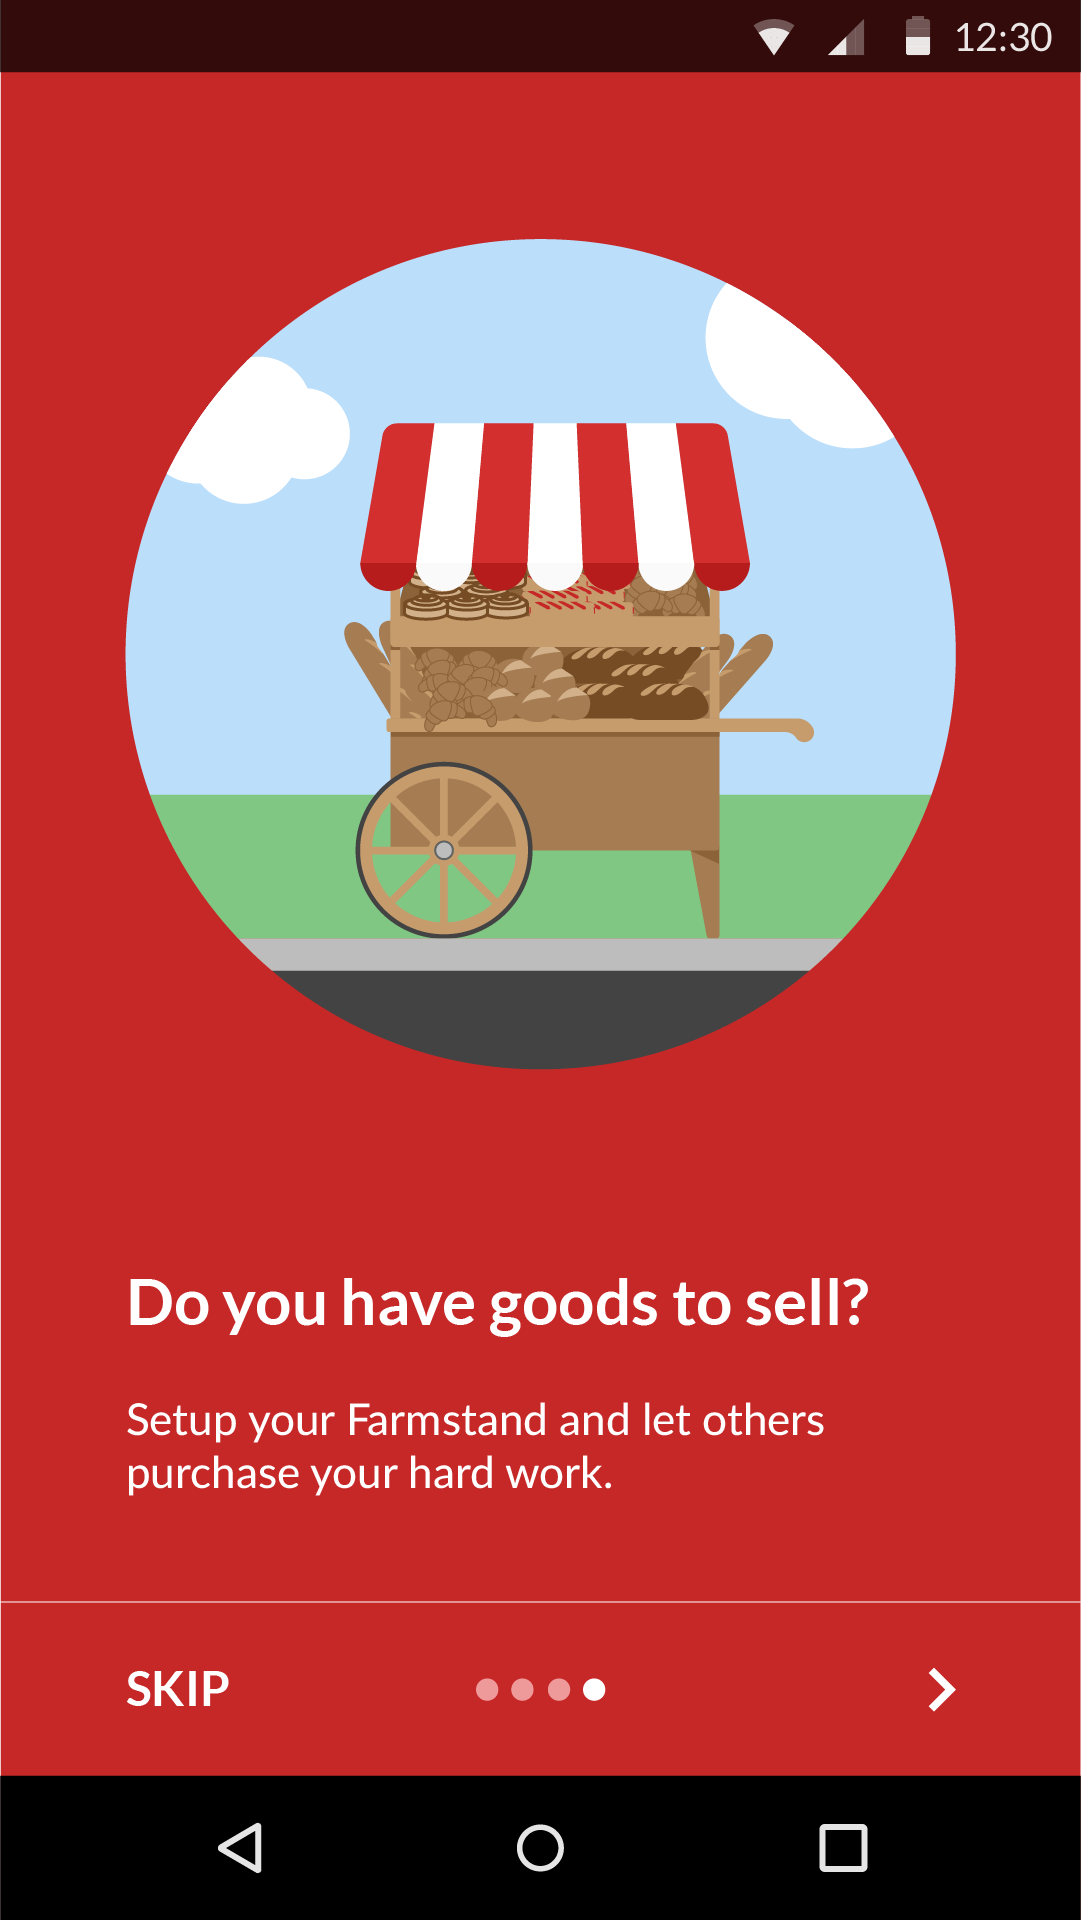 12:30
Do you have goods to sell?
Setup your Farmstand and let others
purchase your hard work.
SKIP